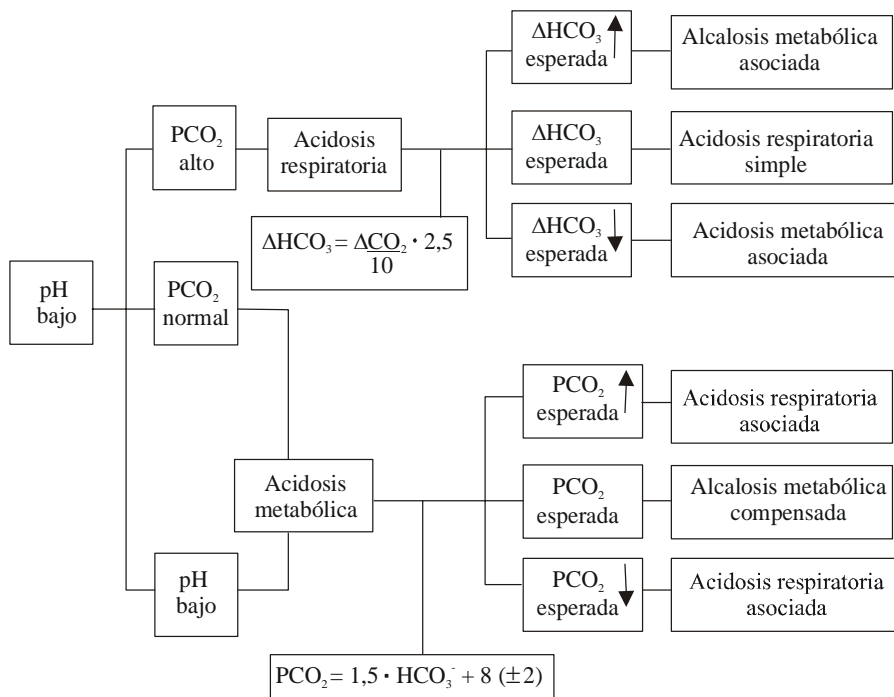 ΔHCO₃
esperada
Alcalosis metabólica
asociada
PCO₂
alto
Acidosis
respiratoria
ΔHCO₃
esperada
Acidosis respiratoria
simple
ΔHCO₃ = ΔCO₂ · 2,5
10
ΔHCO₃
esperada
Acidosis metabólica
asociada
pH
bajo
PCO₂
normal
PCO₂
esperada
Acidosis respiratoria
asociada
Acidosis
metabólica
PCO₂
esperada
Alcalosis metabólica
compensada
pH
bajo
PCO₂
esperada
Acidosis respiratoria
asociada
PCO₂ = 1,5 · HCO₃⁻ + 8 (±2)